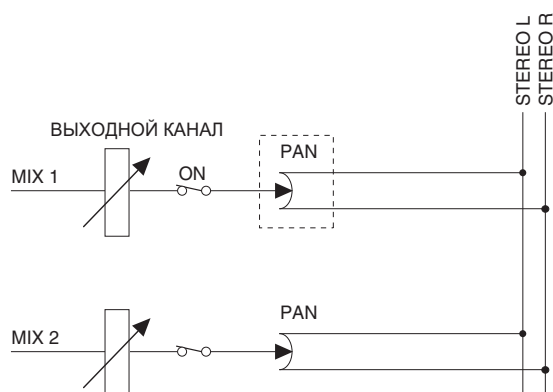 STEREO L
STEREO R
ВЫХОДНОЙ КАНАЛ
PAN
MIX 1
ON
PAN
MIX 2